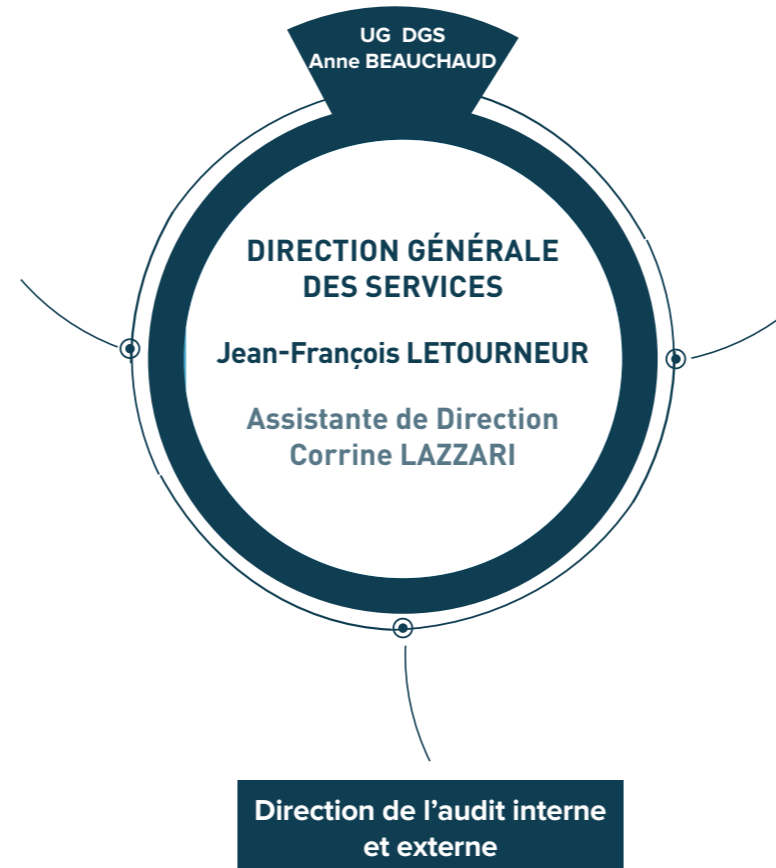 UG DGS
Anne BEAUCHAUD
DIRECTION GÉNÉRALE
DES SERVICES
Jean-François LETOURNEUR
Assistante de Direction
Corrine LAZZARI
Direction de l’audit interne
et externe